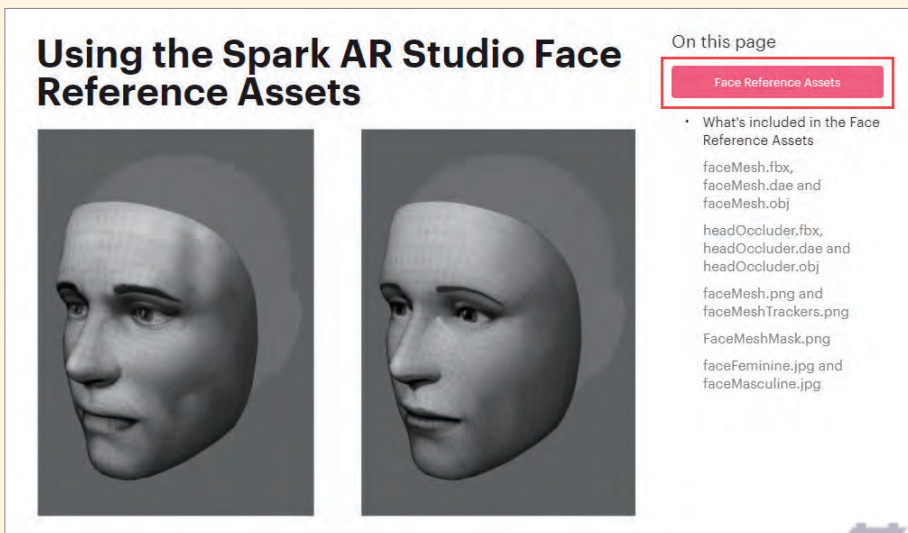 Using the Spark AR Studio Face
Reference Assets
On this page
Face Reference Assets
• What's included in the Face
Reference Assets
faceMesh.fbx,
faceMesh.dae and
faceMesh.obj
headOccluder.fbx,
headOccluder.dae and
headOccluder.obj
faceMesh.png and
faceMeshTrackers.png
FaceMeshMask.png
faceFeminine.jpg and
faceMasculine.jpg